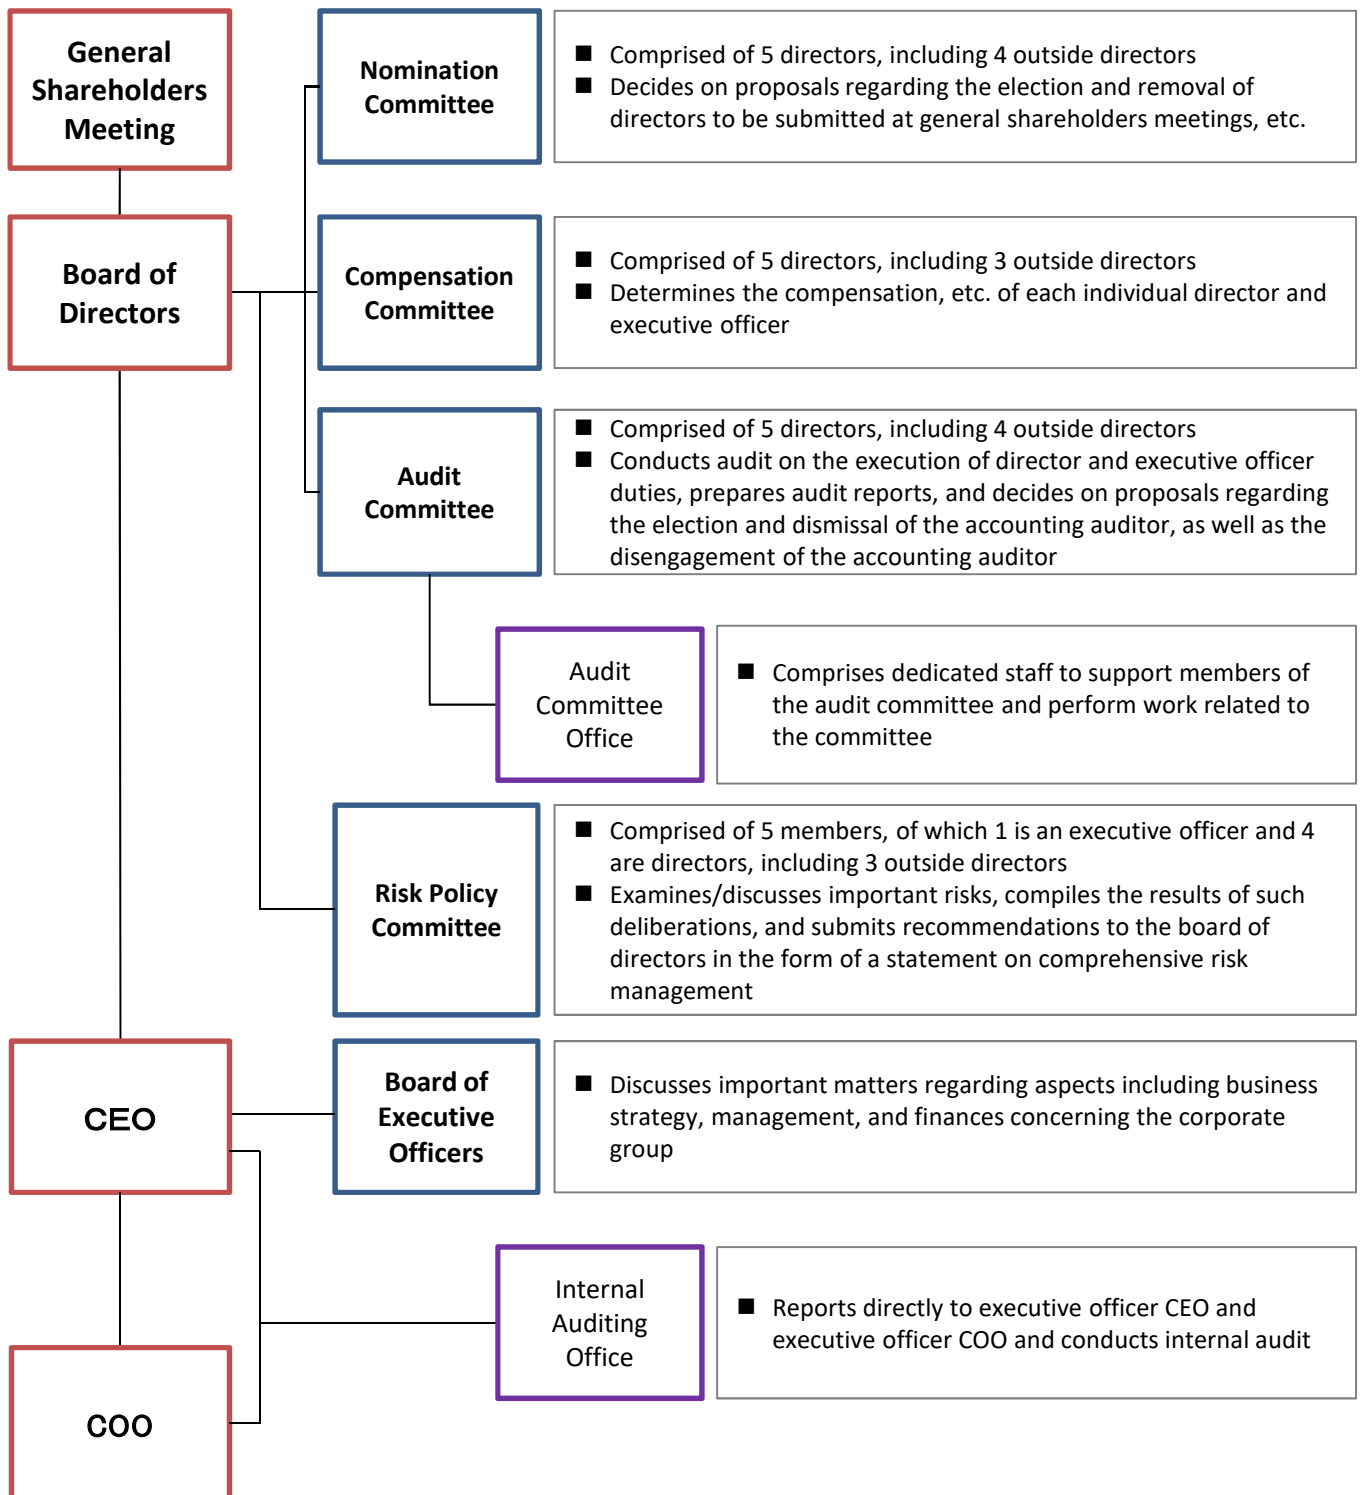 General
Shareholders
Meeting
Nomination
Committee
■ Comprised of 5 directors, including 4 outside directors
■ Decides on proposals regarding the election and removal of
directors to be submitted at general shareholders meetings, etc.
Board of
Directors
Compensation
Committee
■ Comprised of 5 directors, including 3 outside directors
■ Determines the compensation, etc. of each individual director and
executive officer
Audit
Committee
■ Comprised of 5 directors, including 4 outside directors
■ Conducts audit on the execution of director and executive officer
duties, prepares audit reports, and decides on proposals regarding
the election and dismissal of the accounting auditor, as well as the
disengagement of the accounting auditor
Audit
Committee
Office
■ Comprises dedicated staff to support members of
the audit committee and perform work related to
the committee
Risk Policy
Committee
■ Comprised of 5 members, of which 1 is an executive officer and 4
are directors, including 3 outside directors
■ Examines/discusses important risks, compiles the results of such
deliberations, and submits recommendations to the board of
directors in the form of a statement on comprehensive risk
management
CEO
Board of
Executive
Officers
■ Discusses important matters regarding aspects including business
strategy, management, and finances concerning the corporate
group
Internal
Auditing
Office
■ Reports directly to executive officer CEO and
executive officer COO and conducts internal audit
COO